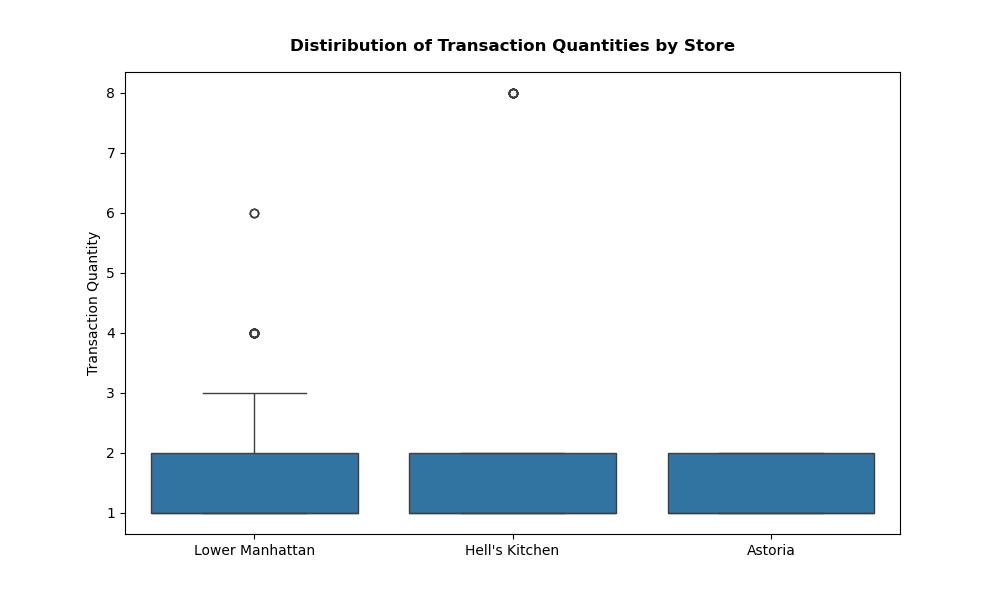 Distiribution of Transaction Quantities by Store
8
7
6
5
4
3
2
1
Transaction Quantity
Lower Manhattan
Hell's Kitchen
Astoria